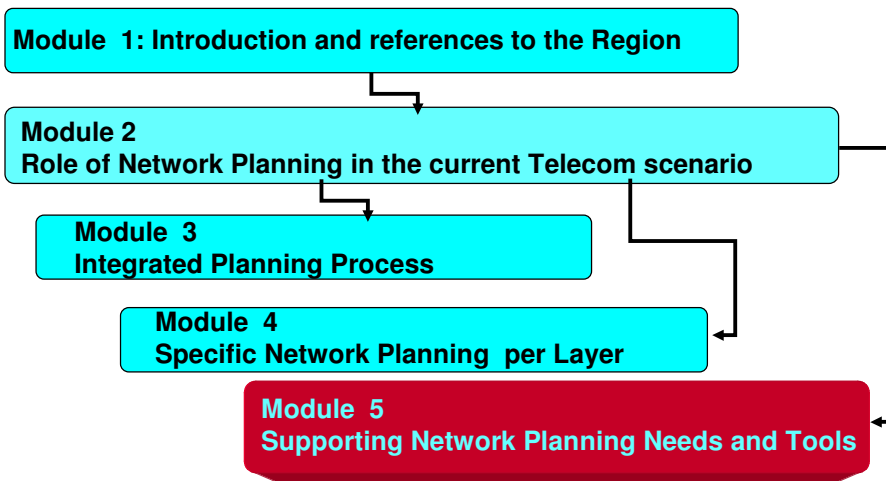 Module 1: Introduction and references to the Region
Module 2
Role of Network Planning in the current Telecom scenario
Module 3
Integrated Planning Process
Module 4
Specific Network Planning per Layer
Module 5
Supporting Network Planning Needs and Tools